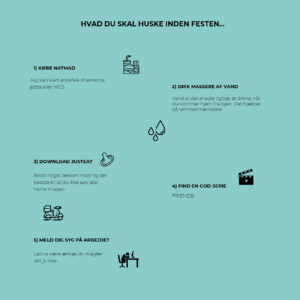 HVAD DU SKAL HUSKE INDEN FESTEN...
1) KØBE NATMAD
Jeg kan klart anbefale shawarma,
pizza eller McD.
2) DRIK MASSERE AF VAND
Vand er det eneste rigtige at drikke, når
du kommer hjem fra byen. Det hjælper
på tømmermændene.
3) DOWNLOAD JUSTEAT
Bestil noget lækkert mad og det
bedste er, at du ikke selv skal
hente maden
4) FIND EN GOD SERIE
FRIENDS
5) MELD DIG SYG PÅ ARBEJDET
Lad os være ærlige, du magter
det jo ikke